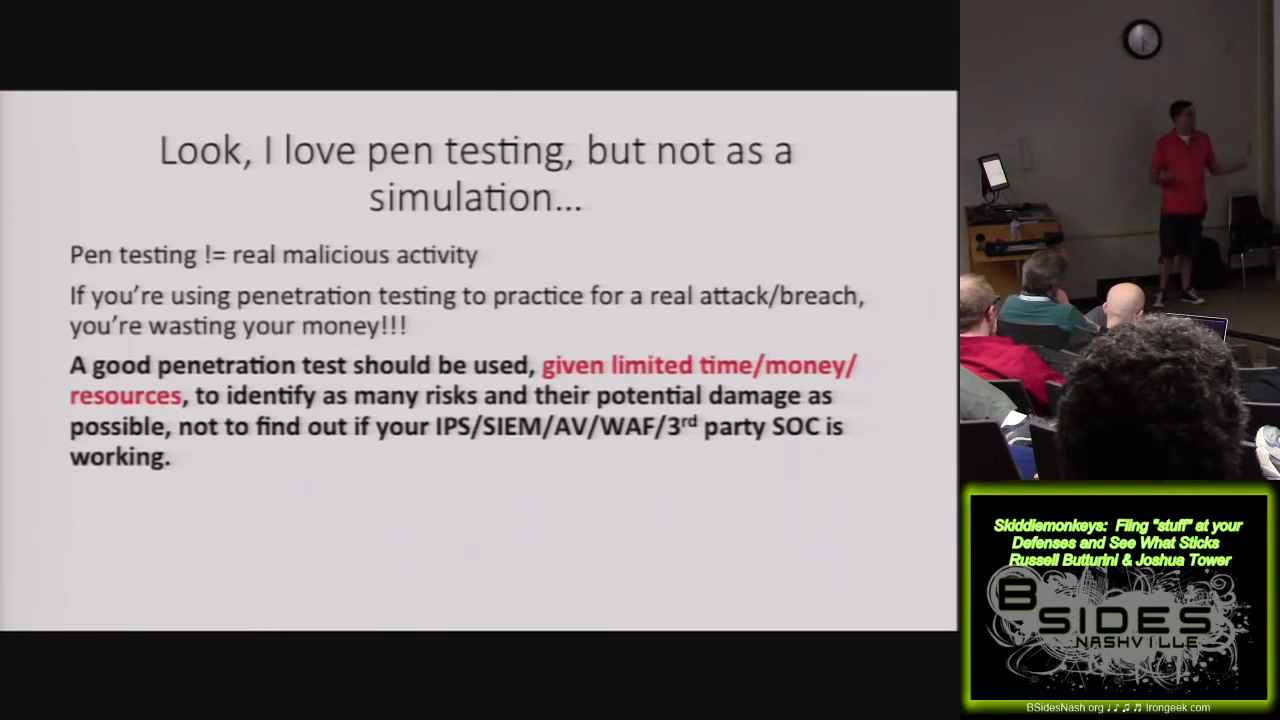 Look, I love pen testing, but not as a
simulation...
Pen testing != real malicious activity
If you're using penetration testing to practice for a real attack/breach,
you're wasting your money!!!
A good penetration test should be used, given limited time/money/
resources, to identify as many risks and their potential damage as
possible, not to find out if your IPS/SIEM/AV/WAF/3rd party SOC is
working.
Skiddiemonkeys: Fling "stuff" at your
Defenses and See What Sticks
Russell Butturini & Joshua Tower
BSIDES
NASHVILLE
BSidesNash.org ♩♪♫♬ Irongeek.com